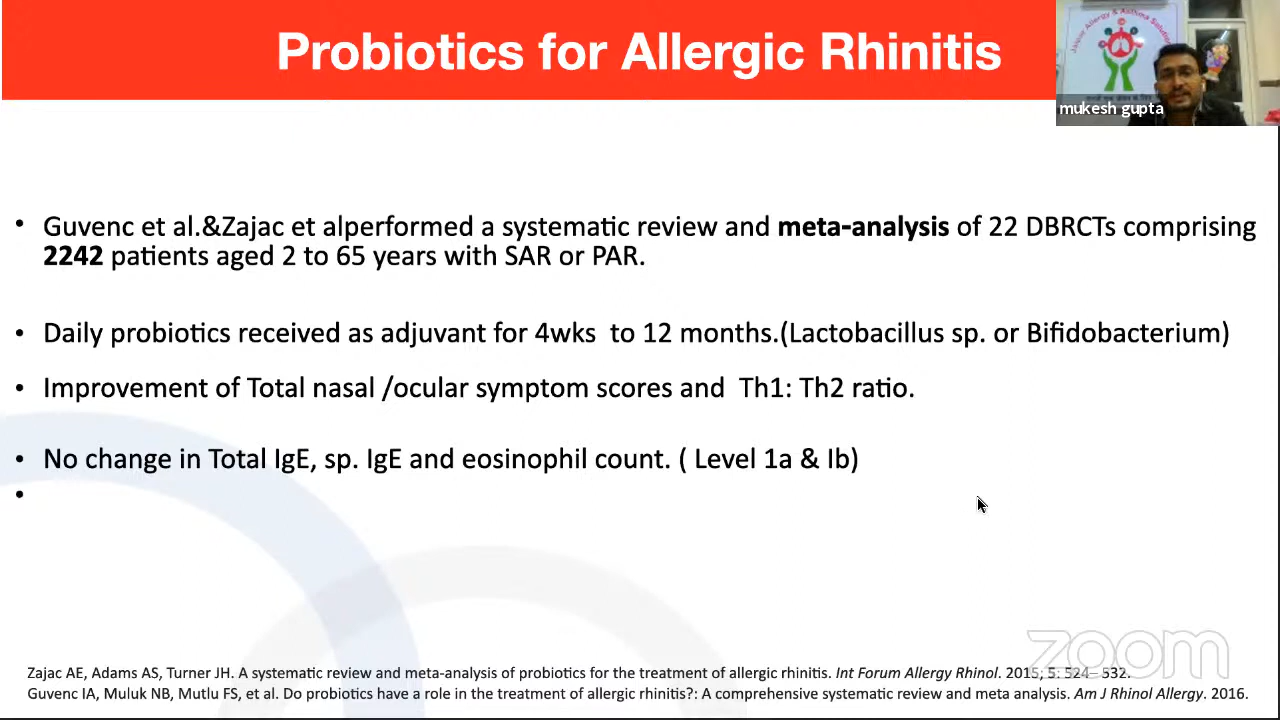 Probiotics for Allergic Rhinitis
Jaipur Allergy & Asthma Solution
mukesh gupta
• Guvenc et al.&Zajac et alperformed a systematic review and meta-analysis of 22 DBRCTs comprising
2242 patients aged 2 to 65 years with SAR or PAR.
• Daily probiotics received as adjuvant for 4wks to 12 months.(Lactobacillus sp. or Bifidobacterium)
• Improvement of Total nasal /ocular symptom scores and Th1: Th2 ratio.
• No change in Total IgE, sp. IgE and eosinophil count. ( Level 1a & Ib)
•
zoom
Zajac AE, Adams AS, Turner JH. A systematic review and meta-analysis of probiotics for the treatment of allergic rhinitis. Int Forum Allergy Rhinol. 2015; 5: 524– 532.
Guvenc IA, Muluk NB, Mutlu FS, et al. Do probiotics have a role in the treatment of allergic rhinitis?: A comprehensive systematic review and meta analysis. Am J Rhinol Allergy. 2016.